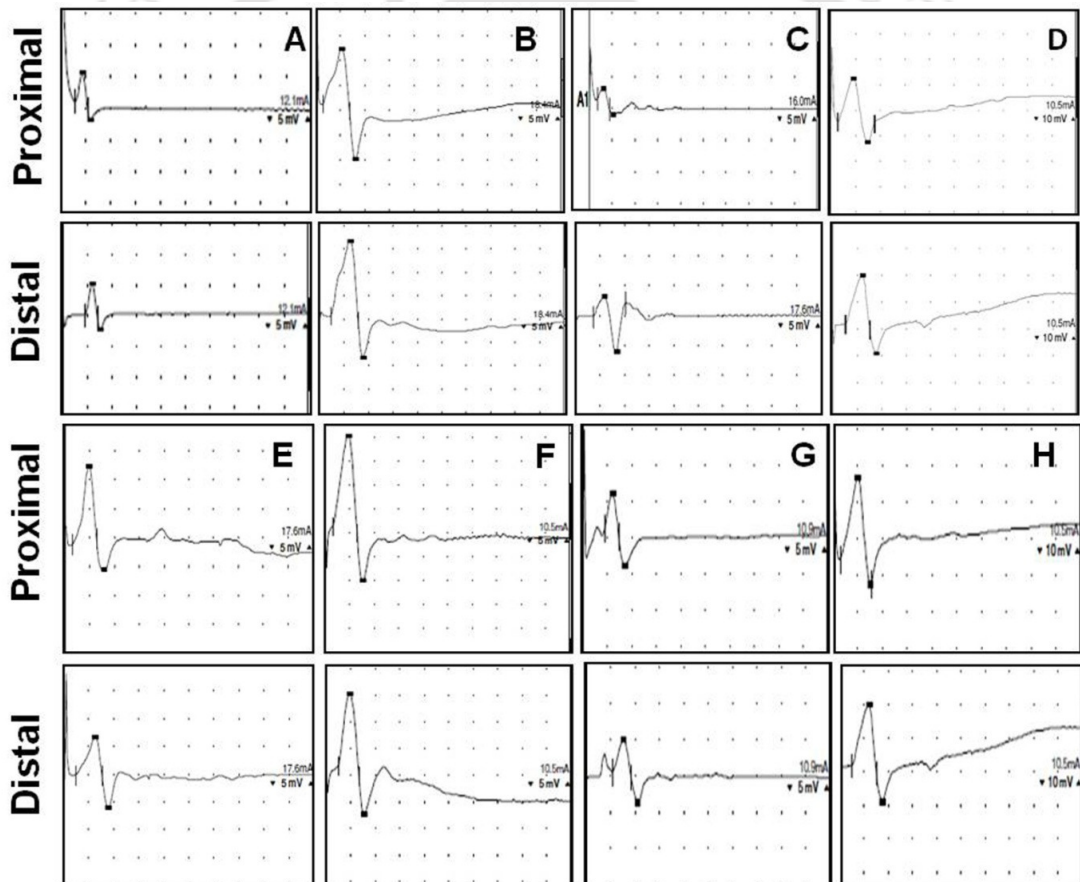 Proximal
A
12.1mA
▼ 5 mV ▲
B
18.4mA
▼ 5 mV ▲
C
A1
16.0mA
▼ 5 mV ▲
D
10.5mA
▼ 10 mV ▲
Distal
12.1mA
▼ 5 mV ▲
18.4mA
▼ 5 mV ▲
17.6mA
▼ 5 mV ▲
10.5mA
▼ 10 mV ▲
Proximal
E
17.6mA
▼ 5 mV ▲
F
10.5mA
▼ 5 mV ▲
G
10.9mA
▼ 5 mV ▲
H
10.5mA
▼ 10 mV ▲
Distal
17.6mA
▼ 5 mV ▲
10.5mA
▼ 5 mV ▲
10.9mA
▼ 5 mV ▲
10.5mA
▼ 10 mV ▲